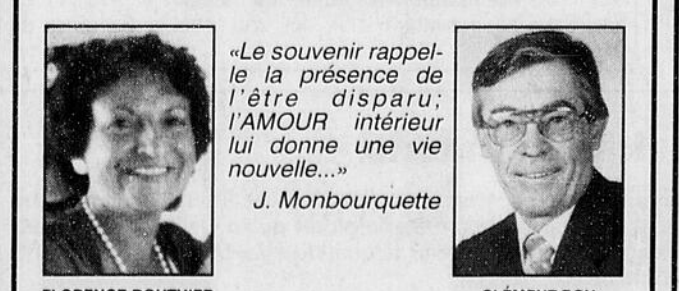 «Le souvenir rappel-
le la présence de
l'être disparu;
l'AMOUR intérieur
lui donne une vie
nouvelle...»
J. Monbourquette